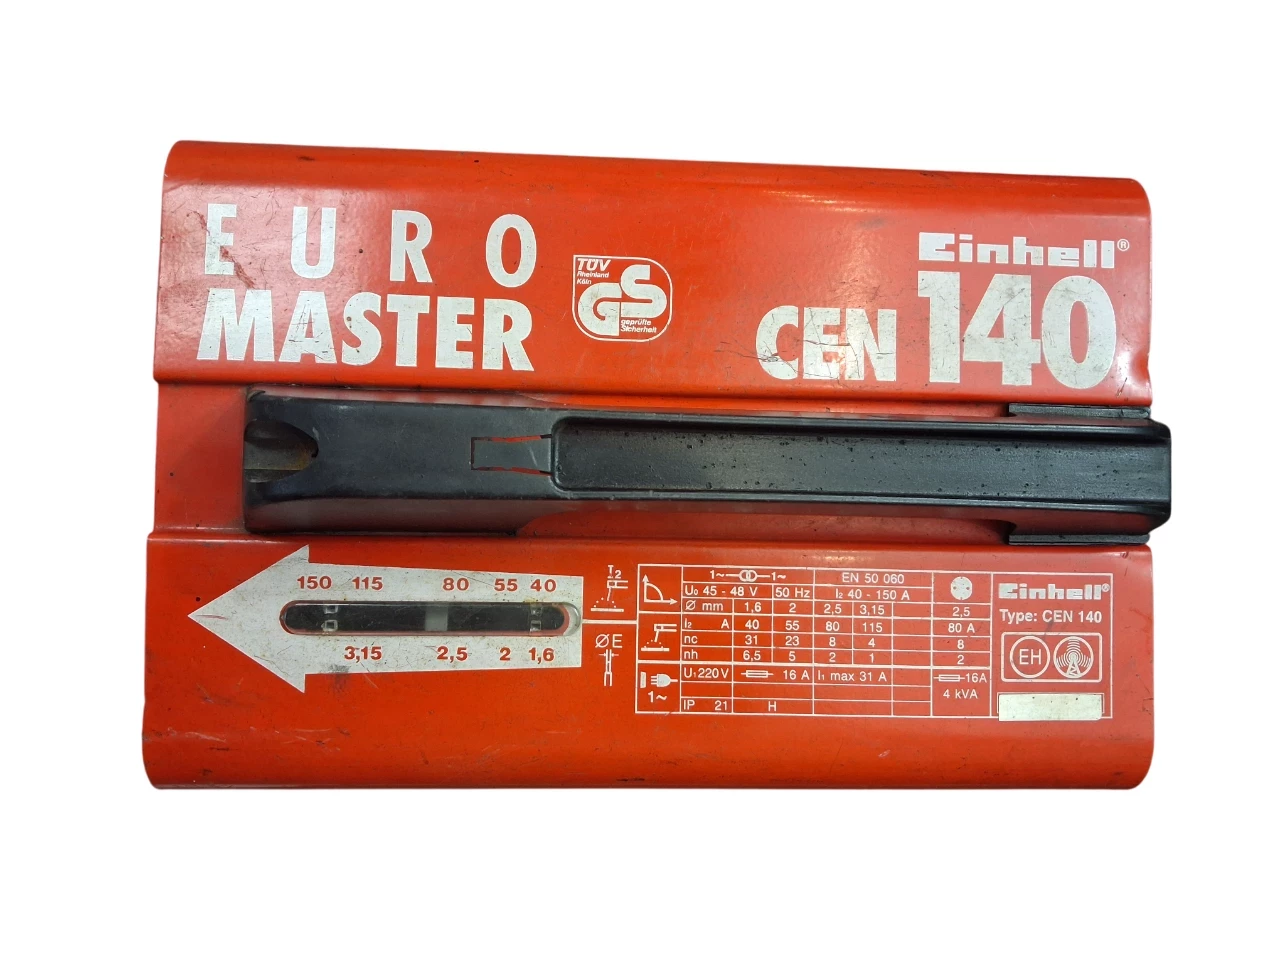 EURO
MASTER
TÜV
Rheinland
Köln
GS
geprüfte
Sicherheit
Einhell®
CEN 140
150 115 80 55 40
3,15 2,5 2 1,6
I2
ØE
1~ 1~ EN 50 060
U₀ 45 - 48 V 50 Hz I₂ 40 - 150 A
Ø mm 1,6 2 2,5 3,15 2,5
I₂ A 40 55 80 115 80 A
nc 31 23 8 4 8
nh 6,5 5 2 1 2
U₁ 220 V 16 A I₁ max 31 A 16A
1~ 4 kVA
IP 21 H
Einhell®
Type: CEN 140
EH